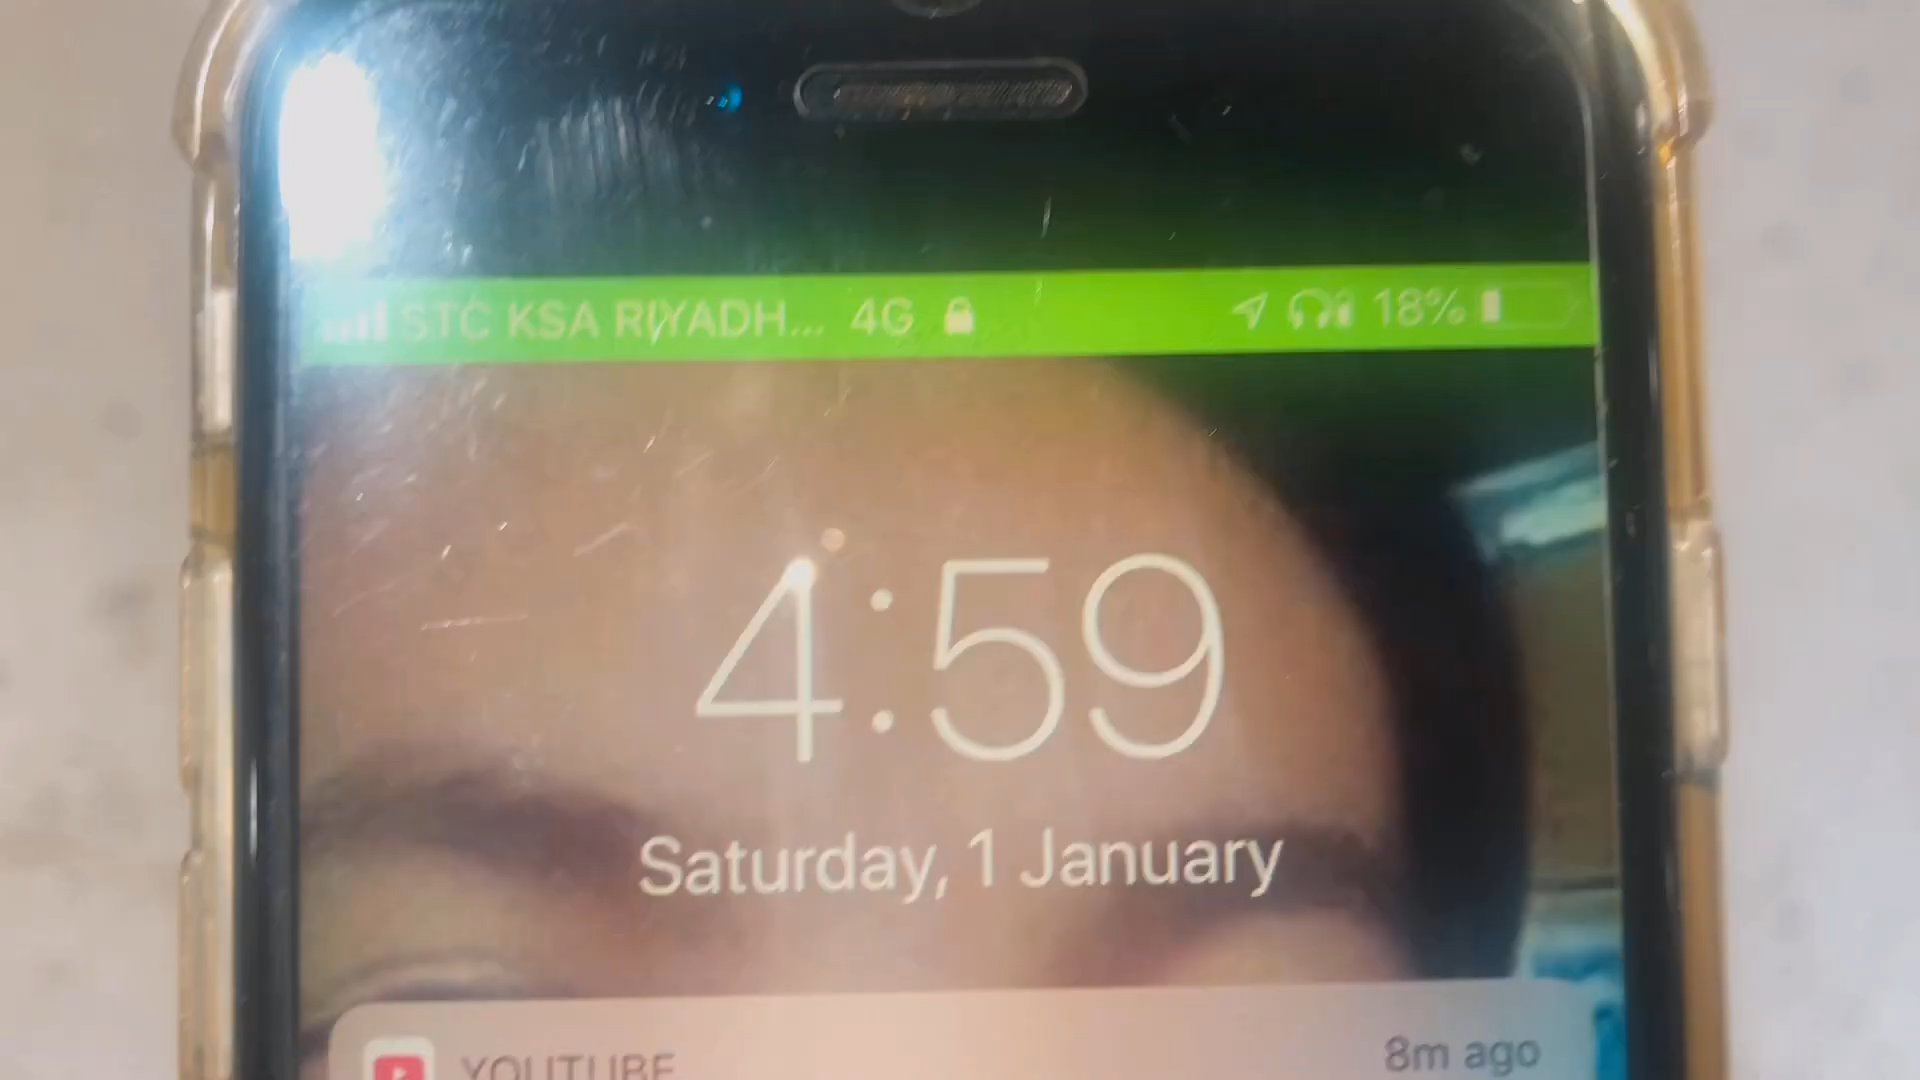 STC KSA RIYADH... 4G 18%
4:59
Saturday, 1 January
YOUTUBE 8m ago